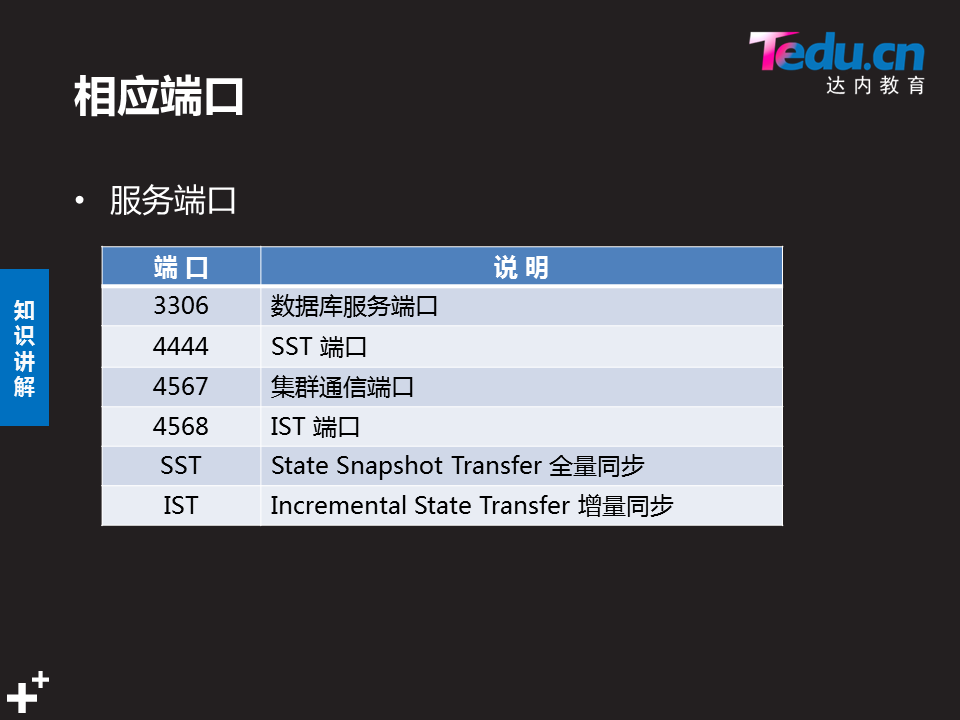 Tedu.cn
达内教育
相应端口
• 服务端口
知识讲解
端 口 说 明
3306 数据库服务端口
4444 SST 端口
4567 集群通信端口
4568 IST 端口
SST State Snapshot Transfer 全量同步
IST Incremental State Transfer 增量同步